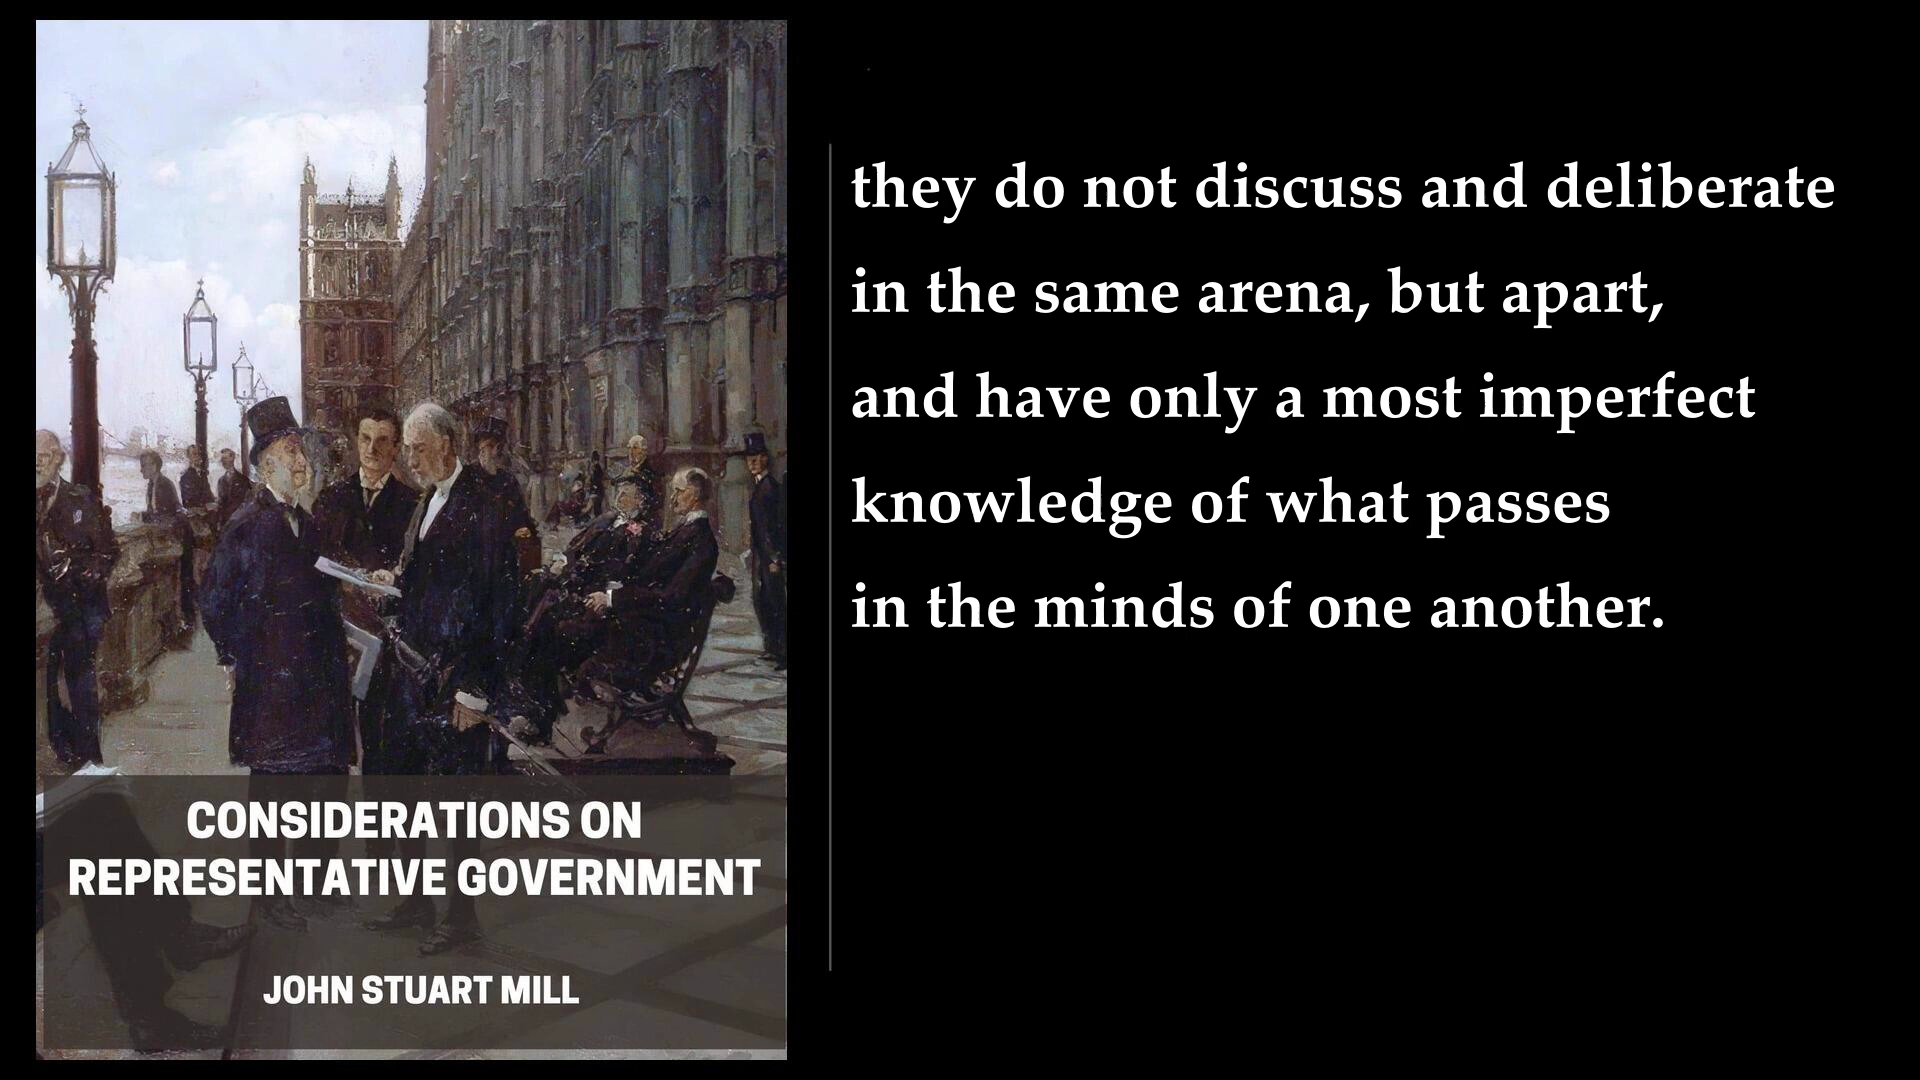 they do not discuss and deliberate
in the same arena, but apart,
and have only a most imperfect
knowledge of what passes
in the minds of one another.
CONSIDERATIONS ON
REPRESENTATIVE GOVERNMENT
JOHN STUART MILL